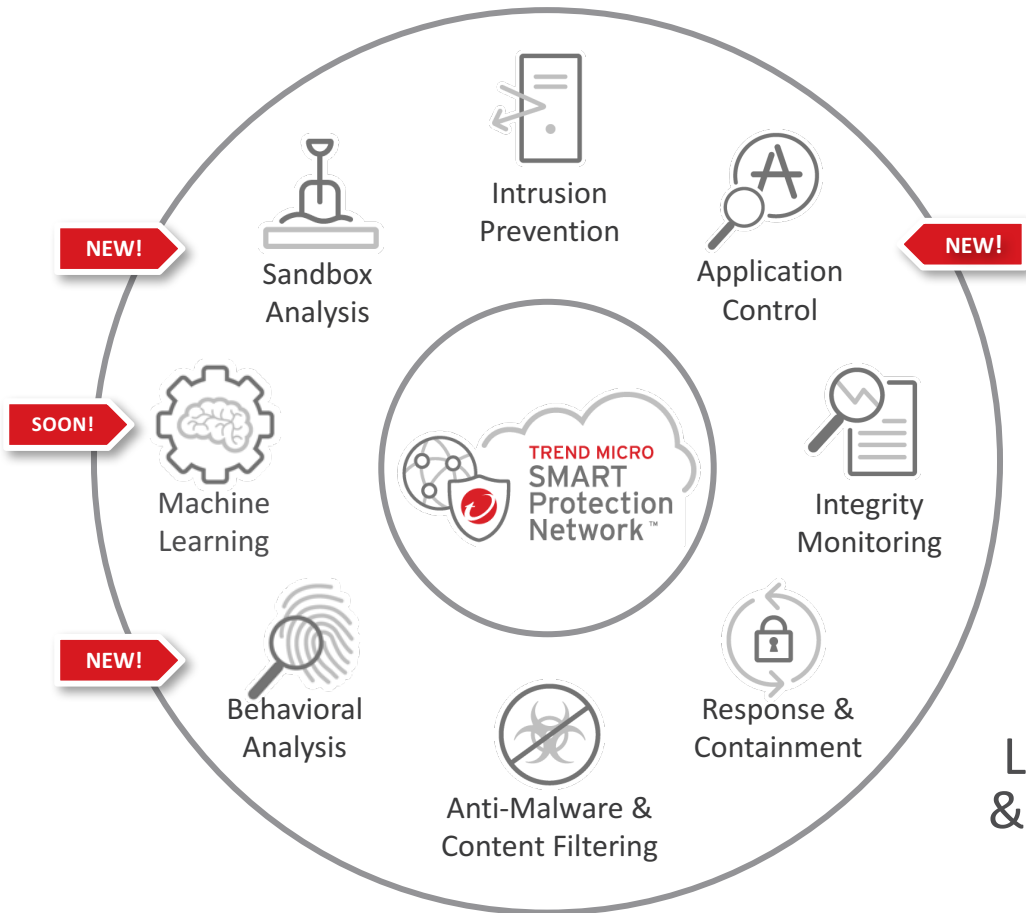 Intrusion
Prevention
NEW!
Sandbox
Analysis
Application
Control
NEW!
SOON!
Machine
Learning
TREND MICRO
SMART
Protection
Network™
Integrity
Monitoring
NEW!
Behavioral
Analysis
Response &
Containment
Anti-Malware &
Content Filtering
L
&